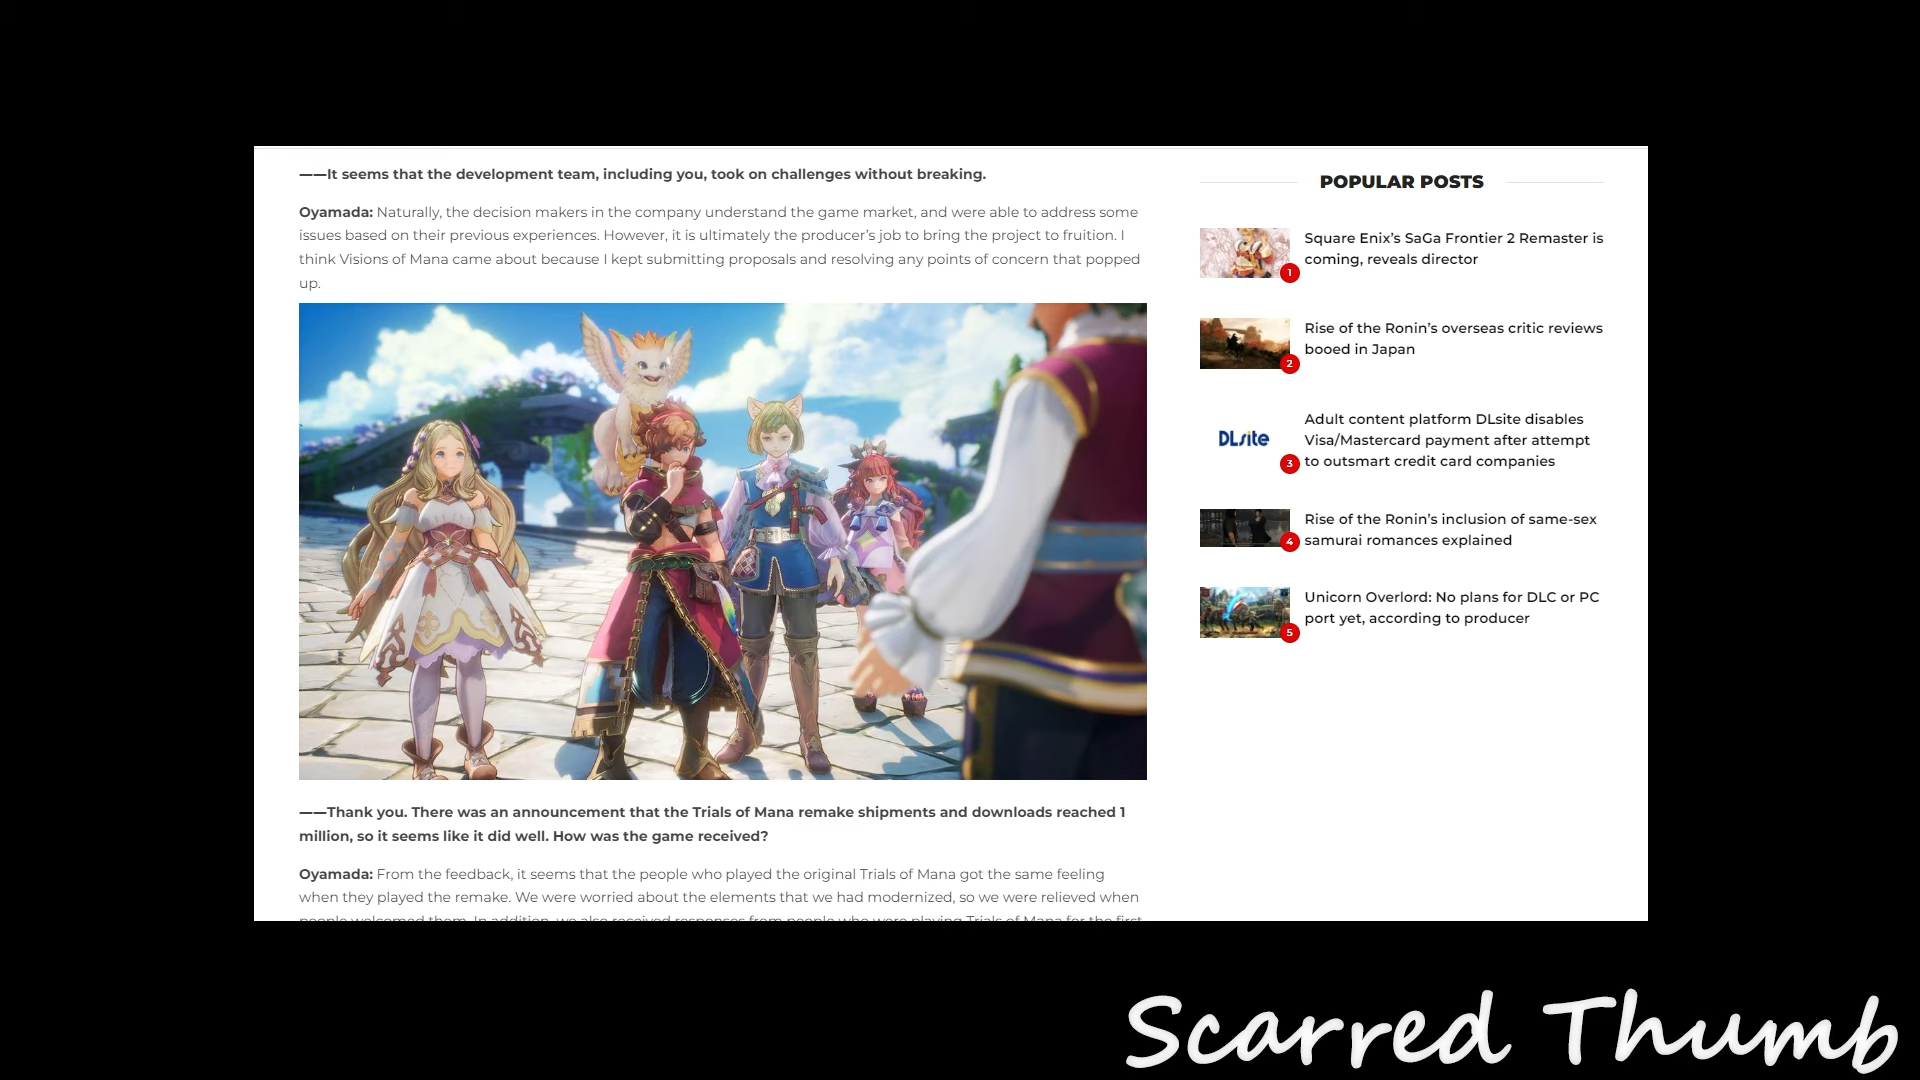 ——It seems that the development team, including you, took on challenges without breaking.
Oyamada: Naturally, the decision makers in the company understand the game market, and were able to address some
issues based on their previous experiences. However, it is ultimately the producer’s job to bring the project to fruition. I
think Visions of Mana came about because I kept submitting proposals and resolving any points of concern that popped
up.
——Thank you. There was an announcement that the Trials of Mana remake shipments and downloads reached 1
million, so it seems like it did well. How was the game received?
Oyamada: From the feedback, it seems that the people who played the original Trials of Mana got the same feeling
when they played the remake. We were worried about the elements that we had modernized, so we were relieved when
people welcomed them. In addition, we also received responses from people who were playing Trials of Mana for the first
POPULAR POSTS
1
Square Enix’s SaGa Frontier 2 Remaster is
coming, reveals director
2
Rise of the Ronin’s overseas critic reviews
booed in Japan
DLsite
3
Adult content platform DLsite disables
Visa/Mastercard payment after attempt
to outsmart credit card companies
4
Rise of the Ronin’s inclusion of same-sex
samurai romances explained
5
Unicorn Overlord: No plans for DLC or PC
port yet, according to producer
Scarred Thumb